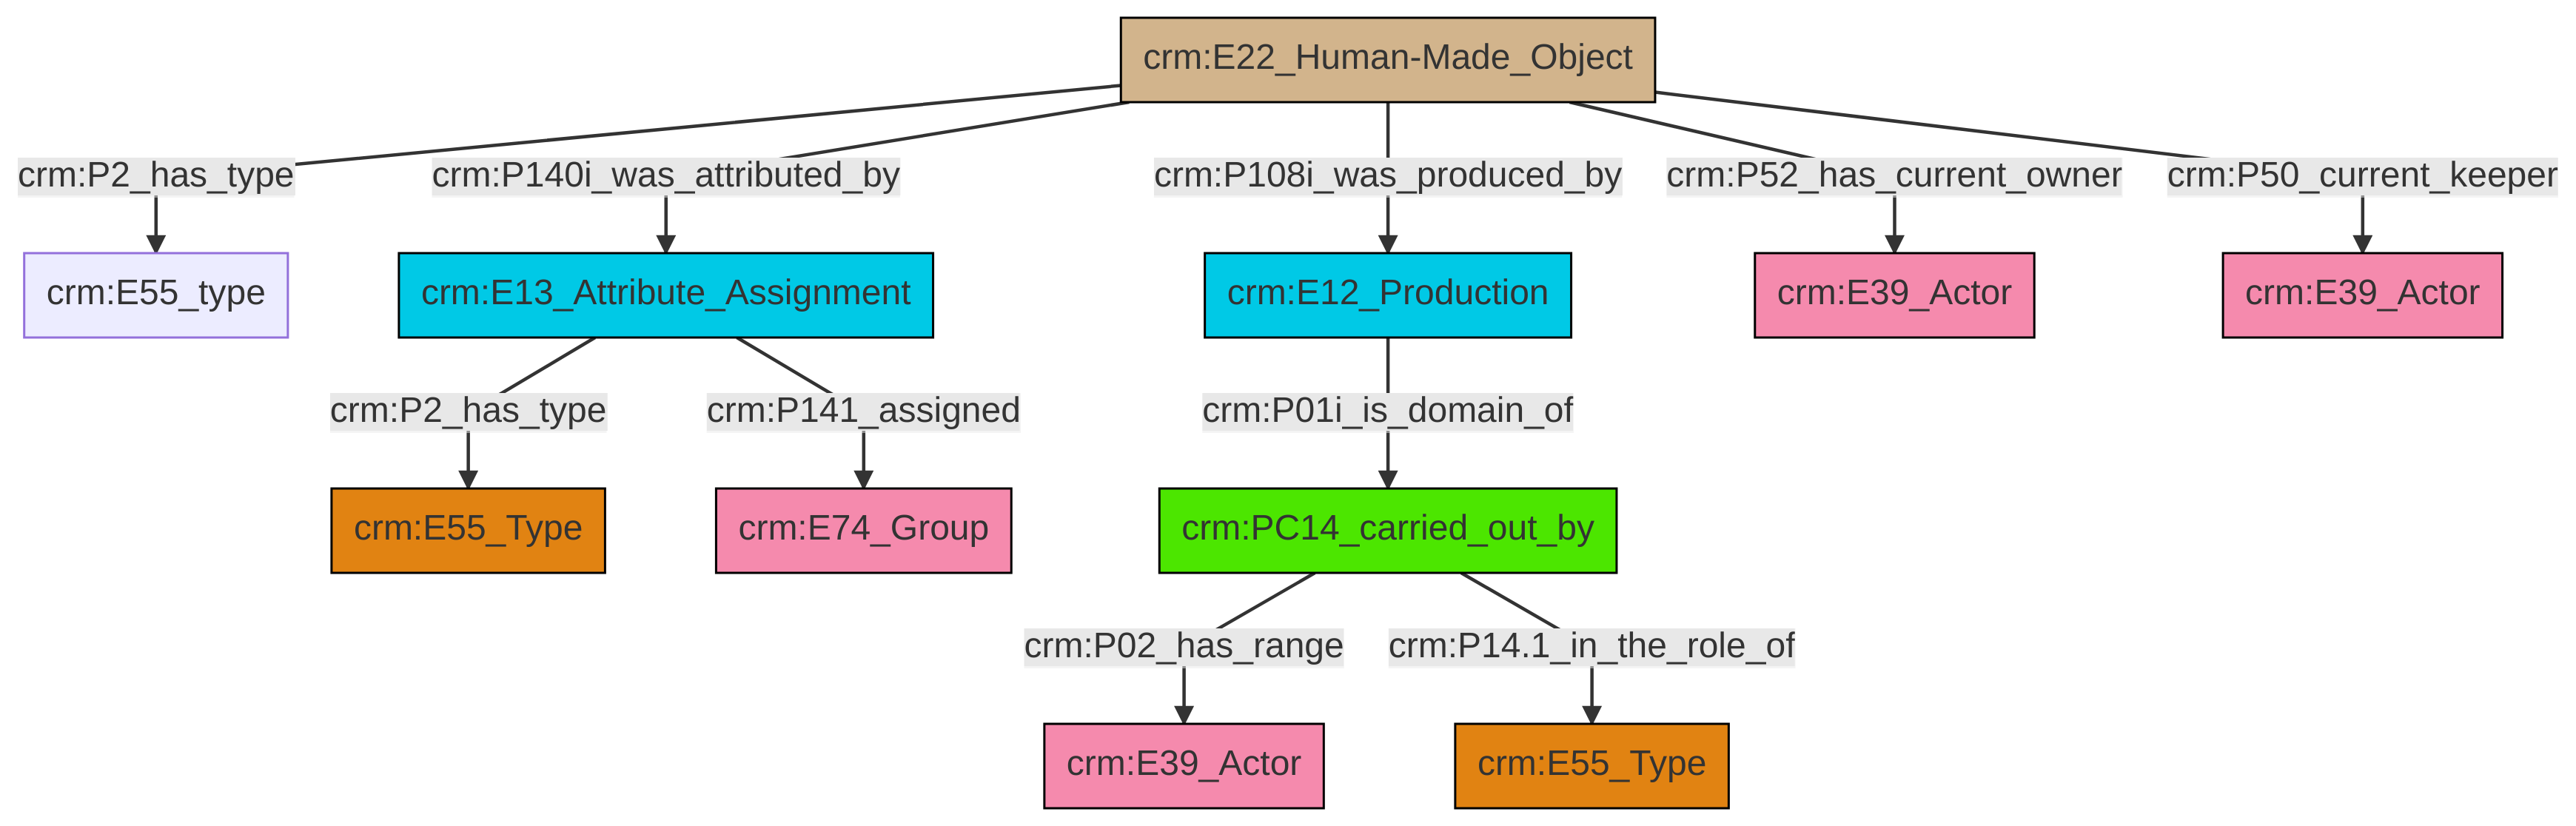 crm:E22_Human-Made_Object
crm:P2_has_type
crm:P140i_was_attributed_by
crm:P108i_was_produced_by
crm:P52_has_current_owner
crm:P50_current_keeper
crm:E55_type
crm:E13_Attribute_Assignment
crm:E12_Production
crm:E39_Actor
crm:E39_Actor
crm:P2_has_type
crm:P141_assigned
crm:P01i_is_domain_of
crm:E55_Type
crm:E74_Group
crm:PC14_carried_out_by
crm:P02_has_range
crm:P14.1_in_the_role_of
crm:E39_Actor
crm:E55_Type